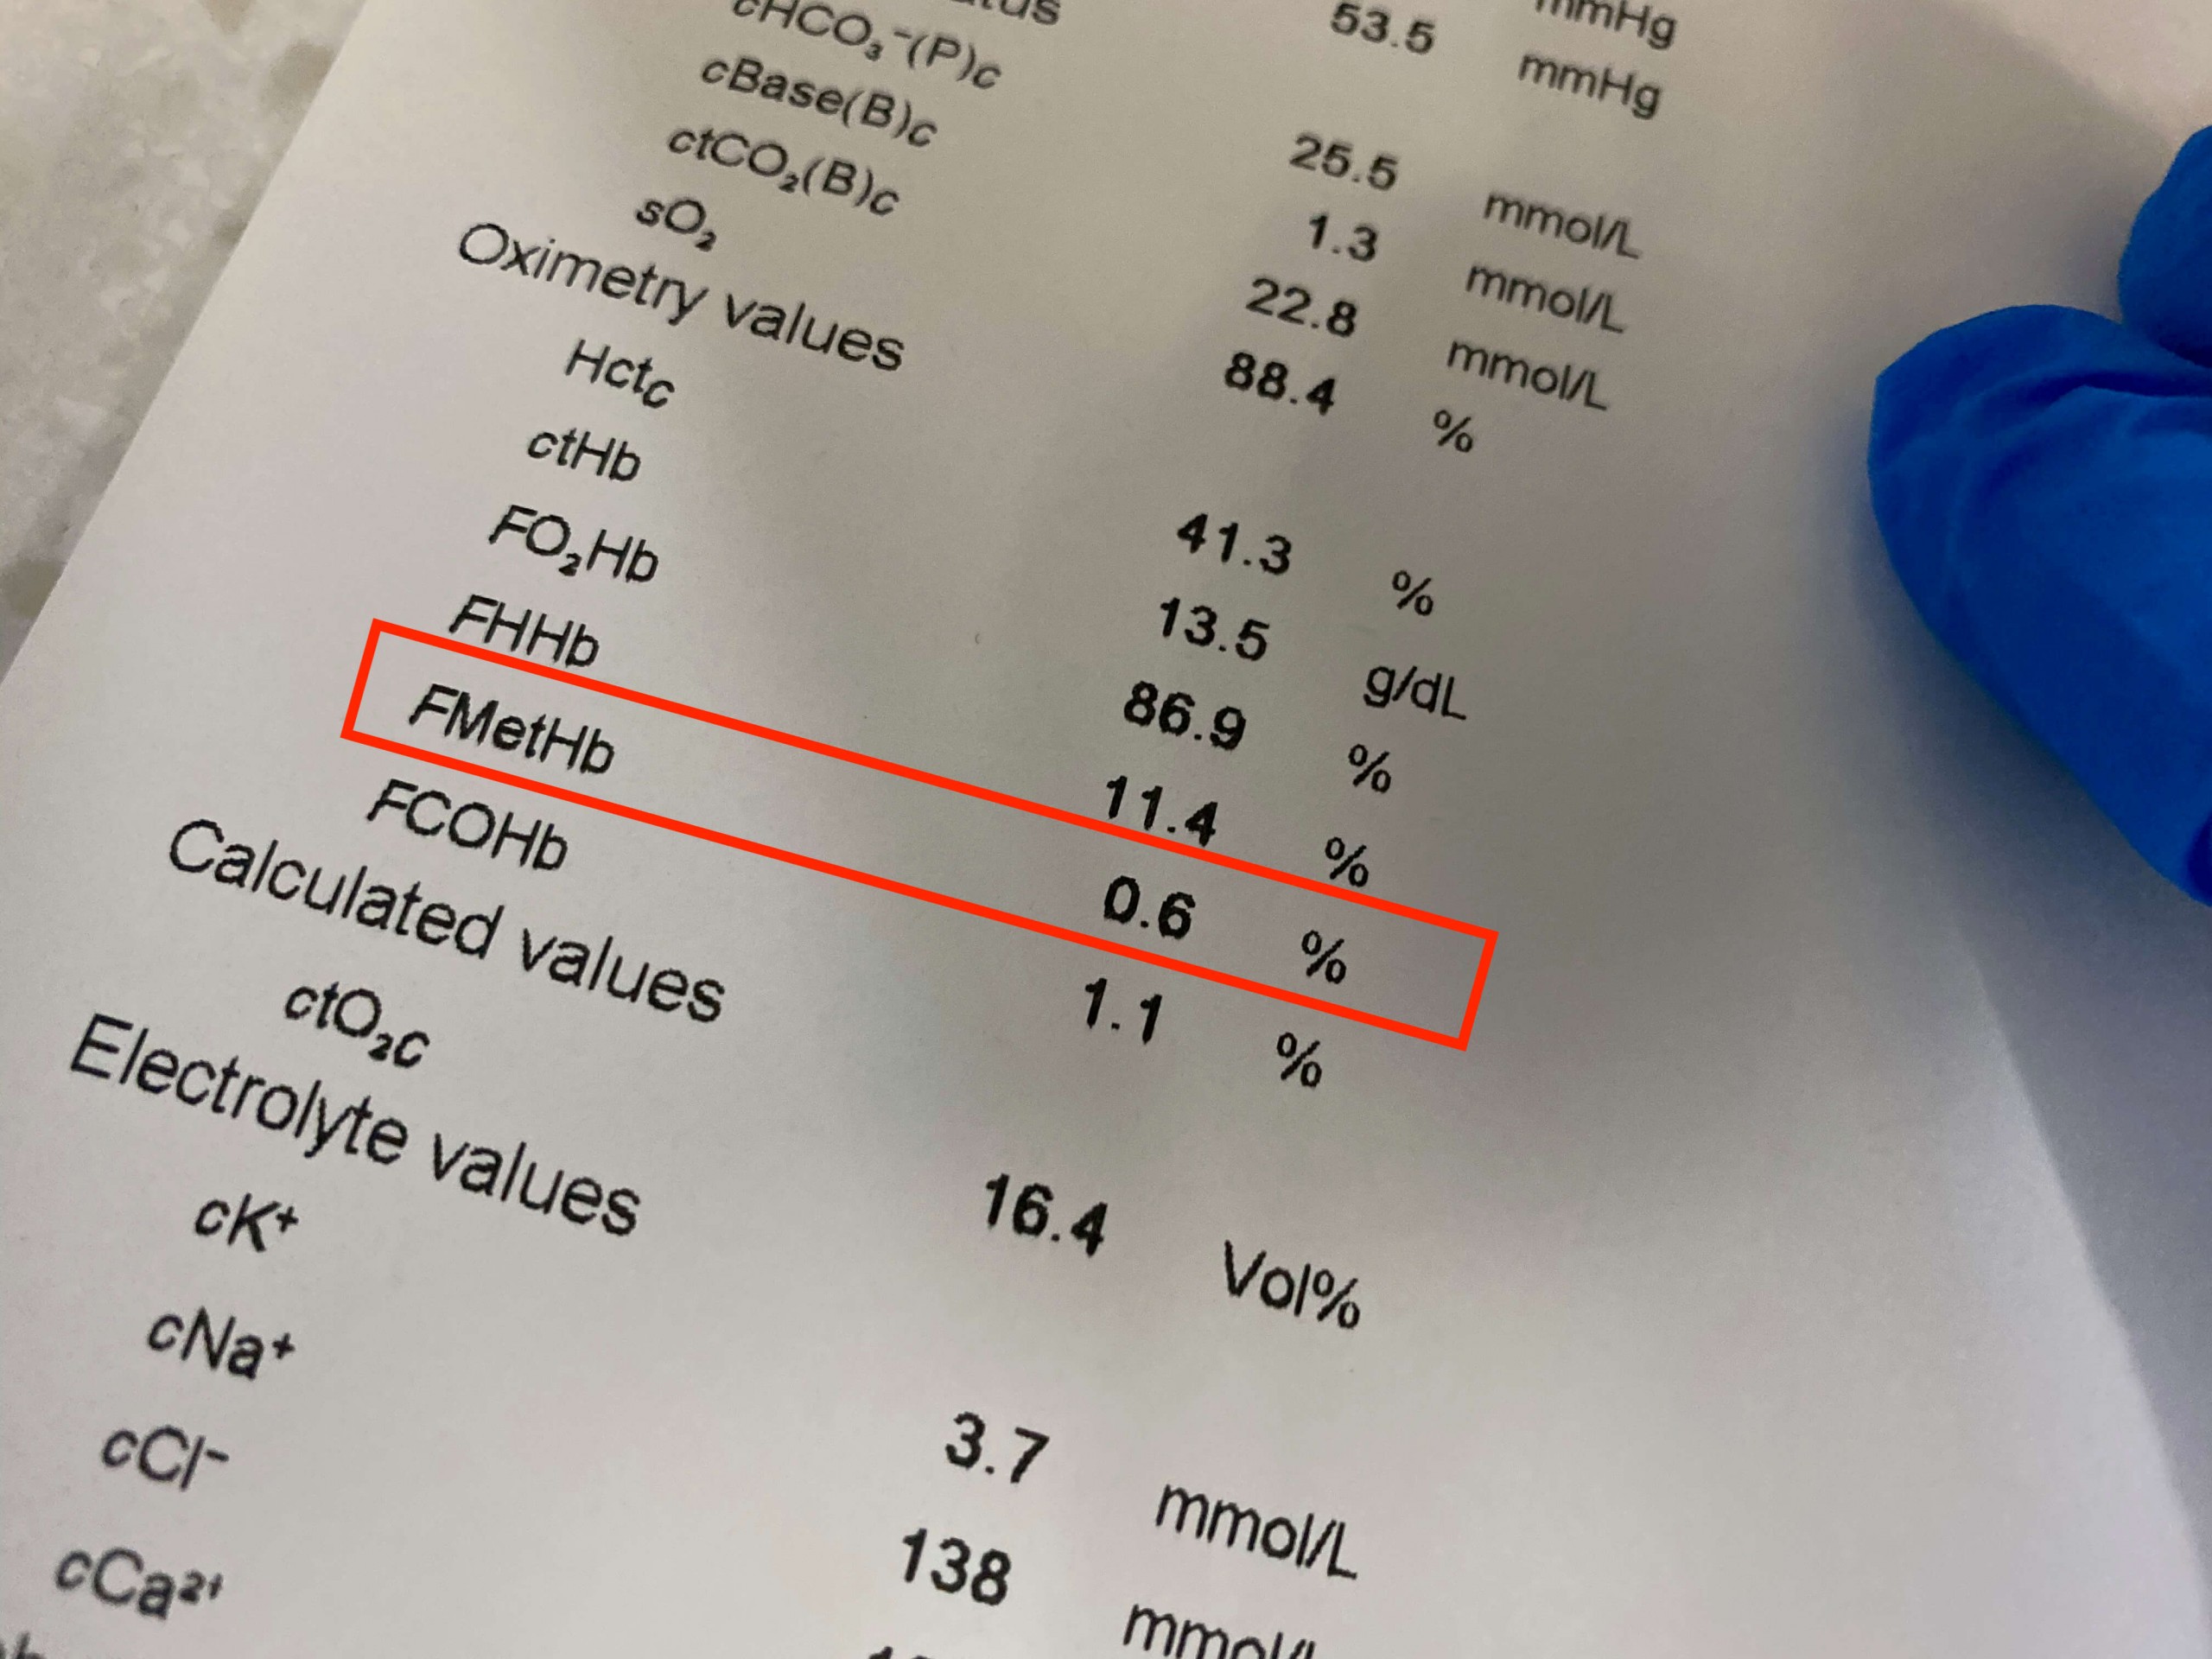 mmHg
53.5 mmHg
cHCO₃⁻(P)c 25.5 mmol/L
cBase(B)c 1.3 mmol/L
ctCO₂(B)c 22.8 mmol/L
sO₂ 88.4 %
Oximetry values
Hctc 41.3 %
ctHb 13.5 g/dL
FO₂Hb 86.9 %
FHHb 11.4 %
FMetHb 0.6 %
FCOHb 1.1 %
Calculated values
ctO₂c 16.4 Vol%
Electrolyte values
cK⁺ 3.7 mmol/L
cNa⁺ 138 mmol/L
cCl⁻
cCa²⁺